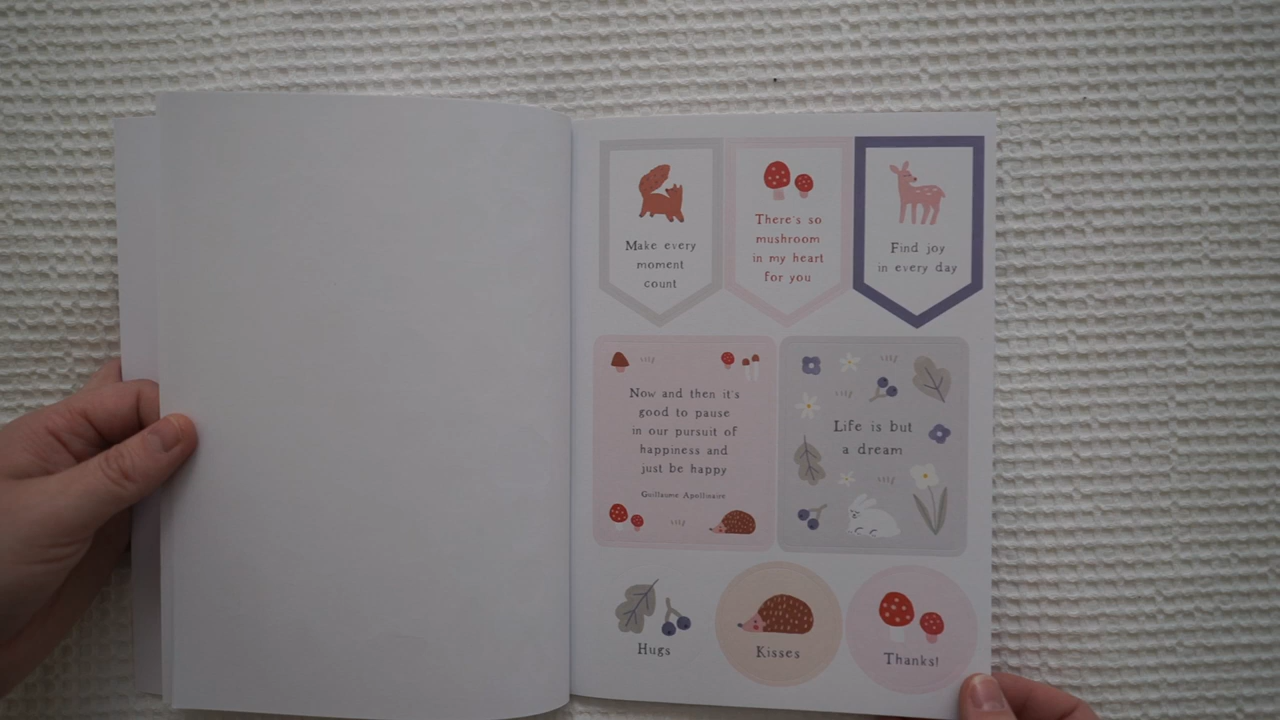 Make every
moment
count
There's so
mushroom
in my heart
for you
Find joy
in every day
Now and then it's
good to pause
in our pursuit of
happiness and
just be happy
Guillaume Apollinaire
Life is but
a dream
Hugs
Kisses
Thanks!